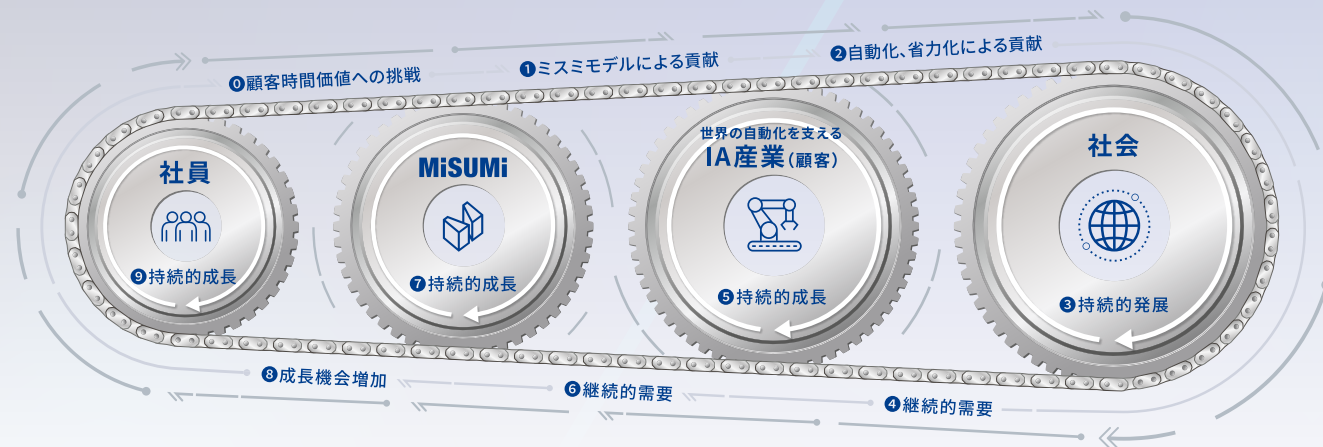 ⓿顧客時間価値への挑戦
❶ミスミモデルによる貢献
❷自動化、省力化による貢献
社員
❾持続的成長
MiSUMi
❼持続的成長
世界の自動化を支える
IA産業(顧客)
❺持続的成長
社会
❸持続的発展
❽成長機会増加
❻継続的需要
❹継続的需要